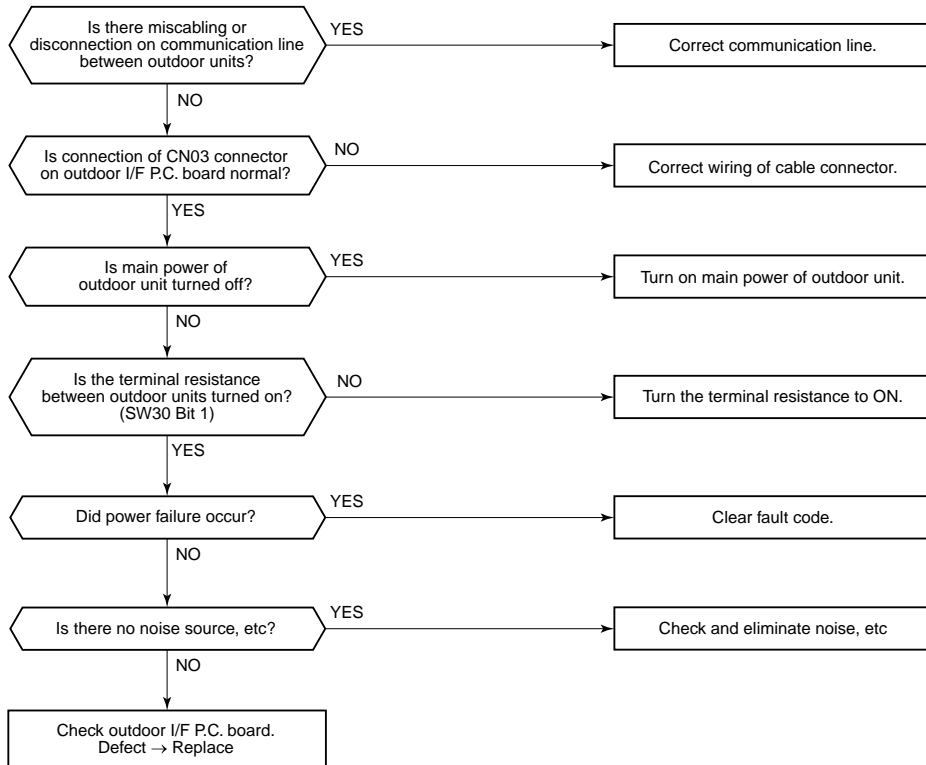 Is there miscabling or
disconnection on communication line
between outdoor units?
YES
Correct communication line.
NO
Is connection of CN03 connector
on outdoor I/F P.C. board normal?
NO
Correct wiring of cable connector.
YES
Is main power of
outdoor unit turned off?
YES
Turn on main power of outdoor unit.
NO
Is the terminal resistance
between outdoor units turned on?
(SW30 Bit 1)
NO
Turn the terminal resistance to ON.
YES
Did power failure occur?
YES
Clear fault code.
NO
Is there no noise source, etc?
YES
Check and eliminate noise, etc
NO
Check outdoor I/F P.C. board.
Defect → Replace